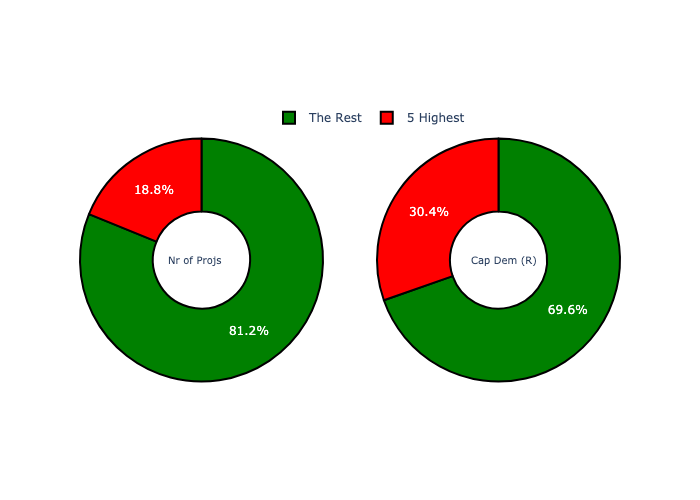 The Rest
5 Highest
18.8%
Nr of Projs
81.2%
30.4%
Cap Dem (R)
69.6%